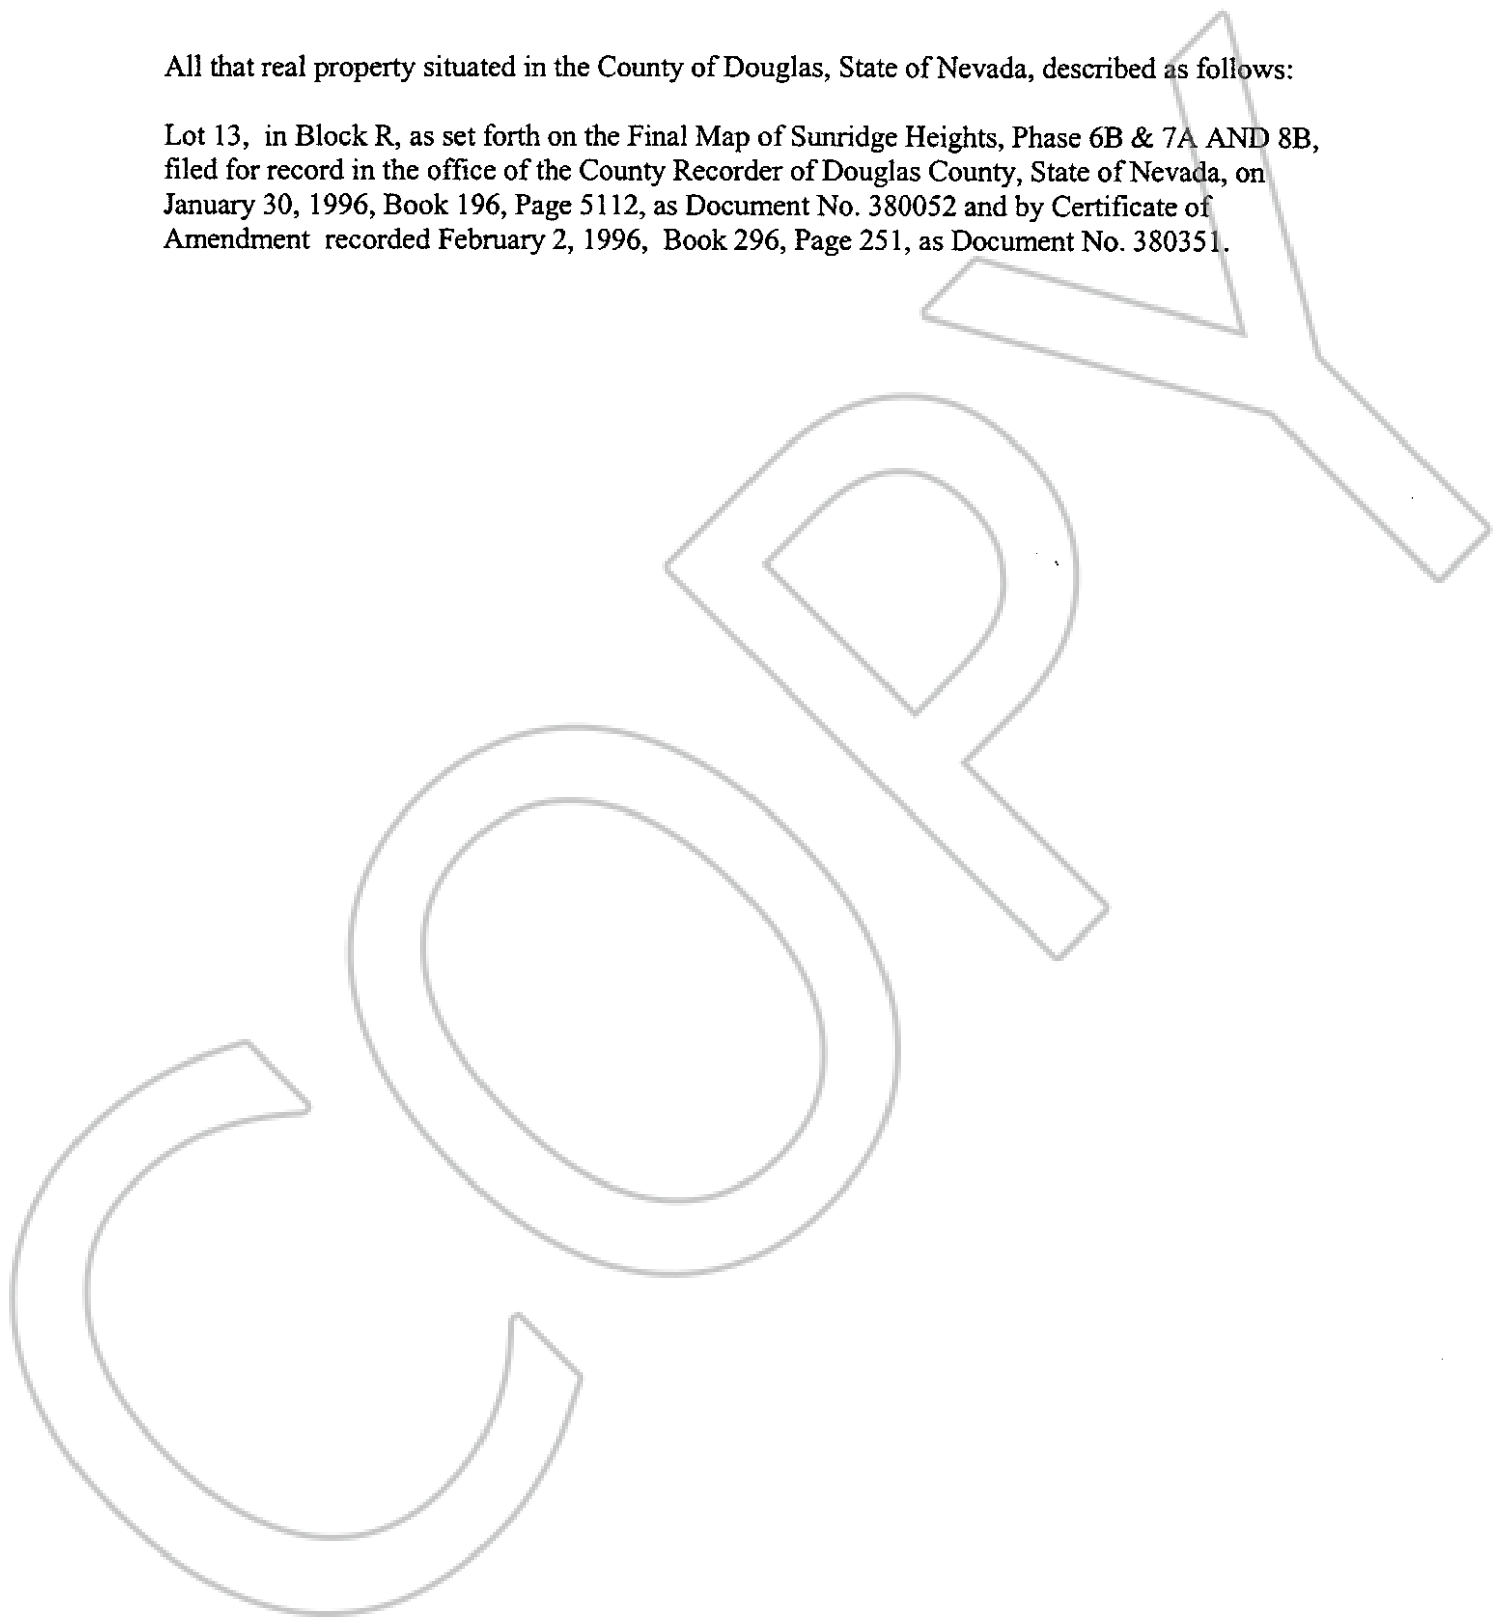 All that real property situated in the County of Douglas, State of Nevada, described as follows:
Lot 13, in Block R, as set forth on the Final Map of Sunridge Heights, Phase 6B & 7A AND 8B,
filed for record in the office of the County Recorder of Douglas County, State of Nevada, on
January 30, 1996, Book 196, Page 5112, as Document No. 380052 and by Certificate of
Amendment recorded February 2, 1996, Book 296, Page 251, as Document No. 380351.
COPY